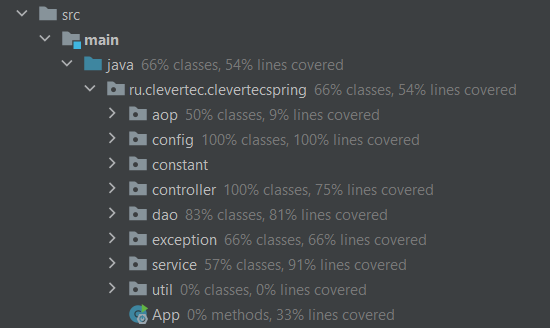 src
main
java 66% classes, 54% lines covered
ru.clevertec.clevertecspring 66% classes, 54% lines covered
aop 50% classes, 9% lines covered
config 100% classes, 100% lines covered
constant
controller 100% classes, 75% lines covered
dao 83% classes, 81% lines covered
exception 66% classes, 66% lines covered
service 57% classes, 91% lines covered
util 0% classes, 0% lines covered
App 0% methods, 33% lines covered